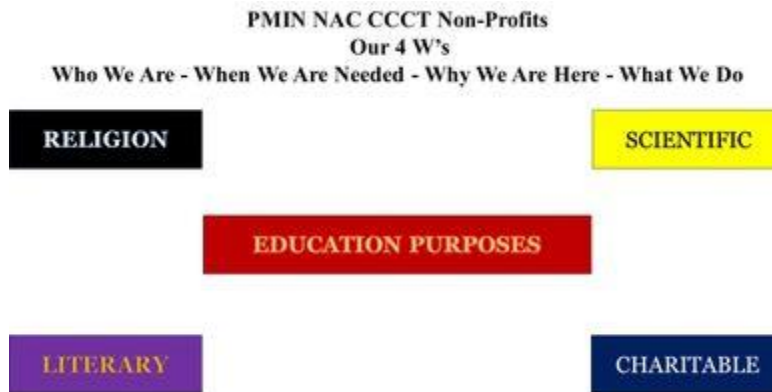 PMIN NAC CCCT Non-Profits
Our 4 W's
Who We Are - When We Are Needed - Why We Are Here - What We Do
RELIGION
SCIENTIFIC
EDUCATION PURPOSES
LITERARY
CHARITABLE